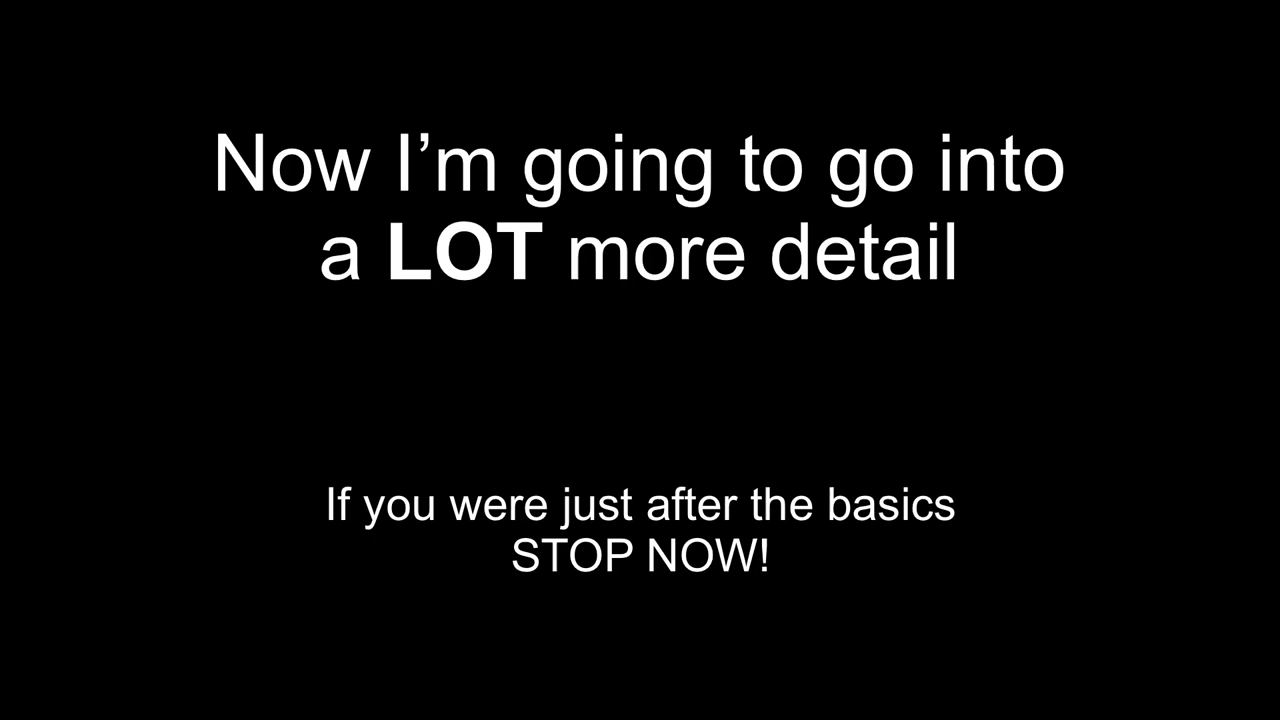 Now I’m going to go into
a LOT more detail
If you were just after the basics
STOP NOW!